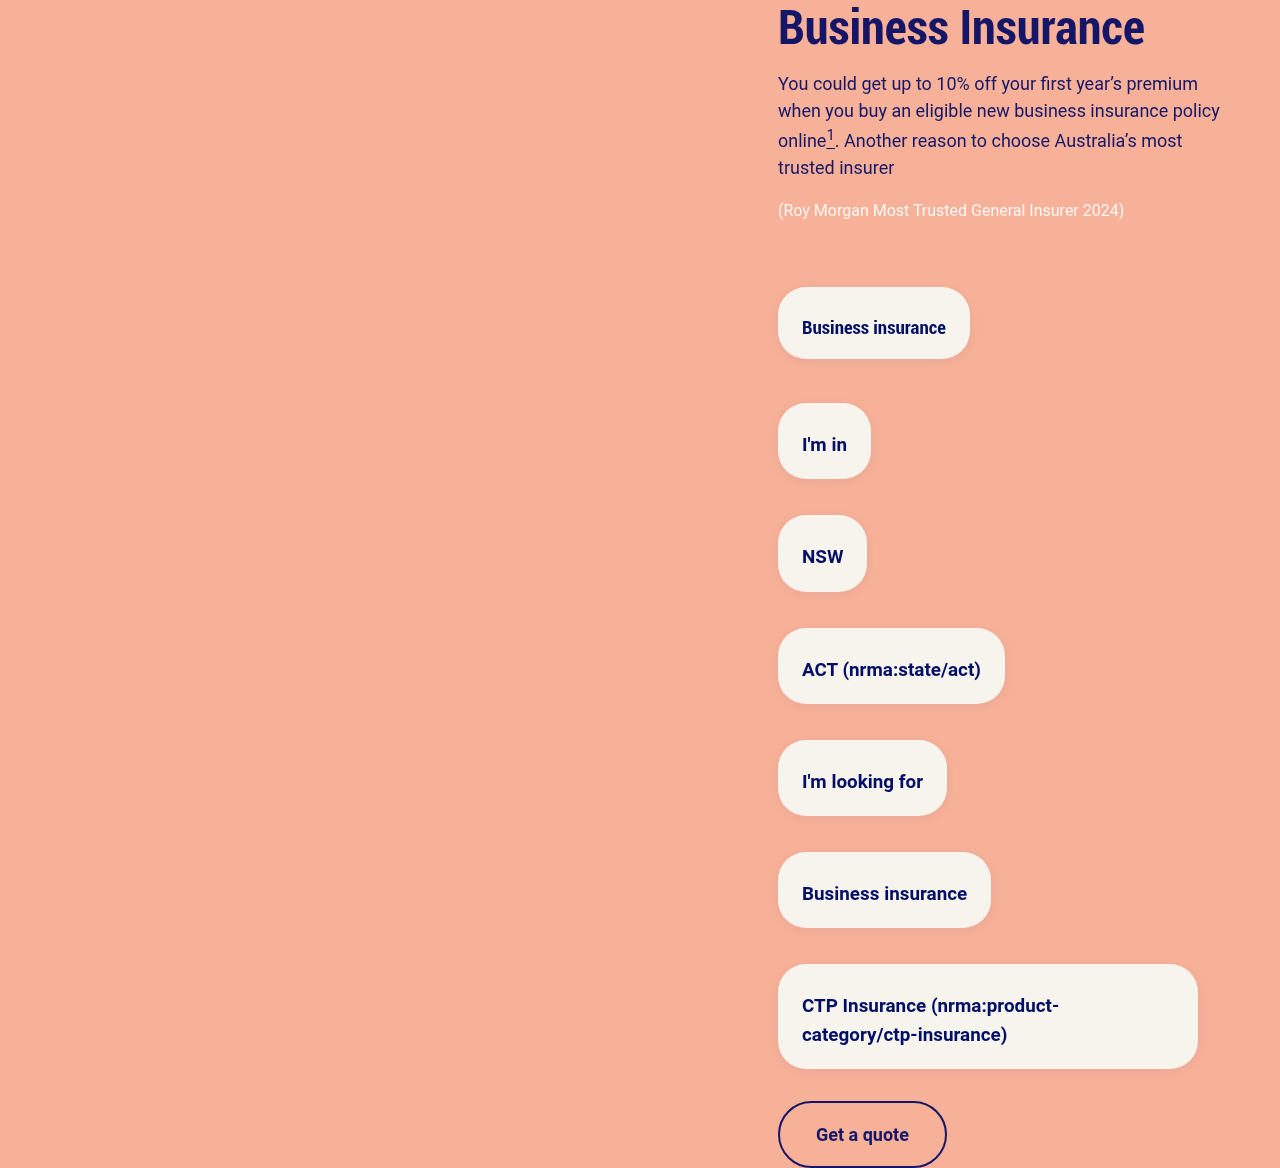 Business Insurance
You could get up to 10% off your first year’s premium
when you buy an eligible new business insurance policy
online1. Another reason to choose Australia’s most
trusted insurer
(Roy Morgan Most Trusted General Insurer 2024)
Business insurance
I'm in
NSW
ACT (nrma:state/act)
I'm looking for
Business insurance
CTP Insurance (nrma:product-
category/ctp-insurance)
Get a quote